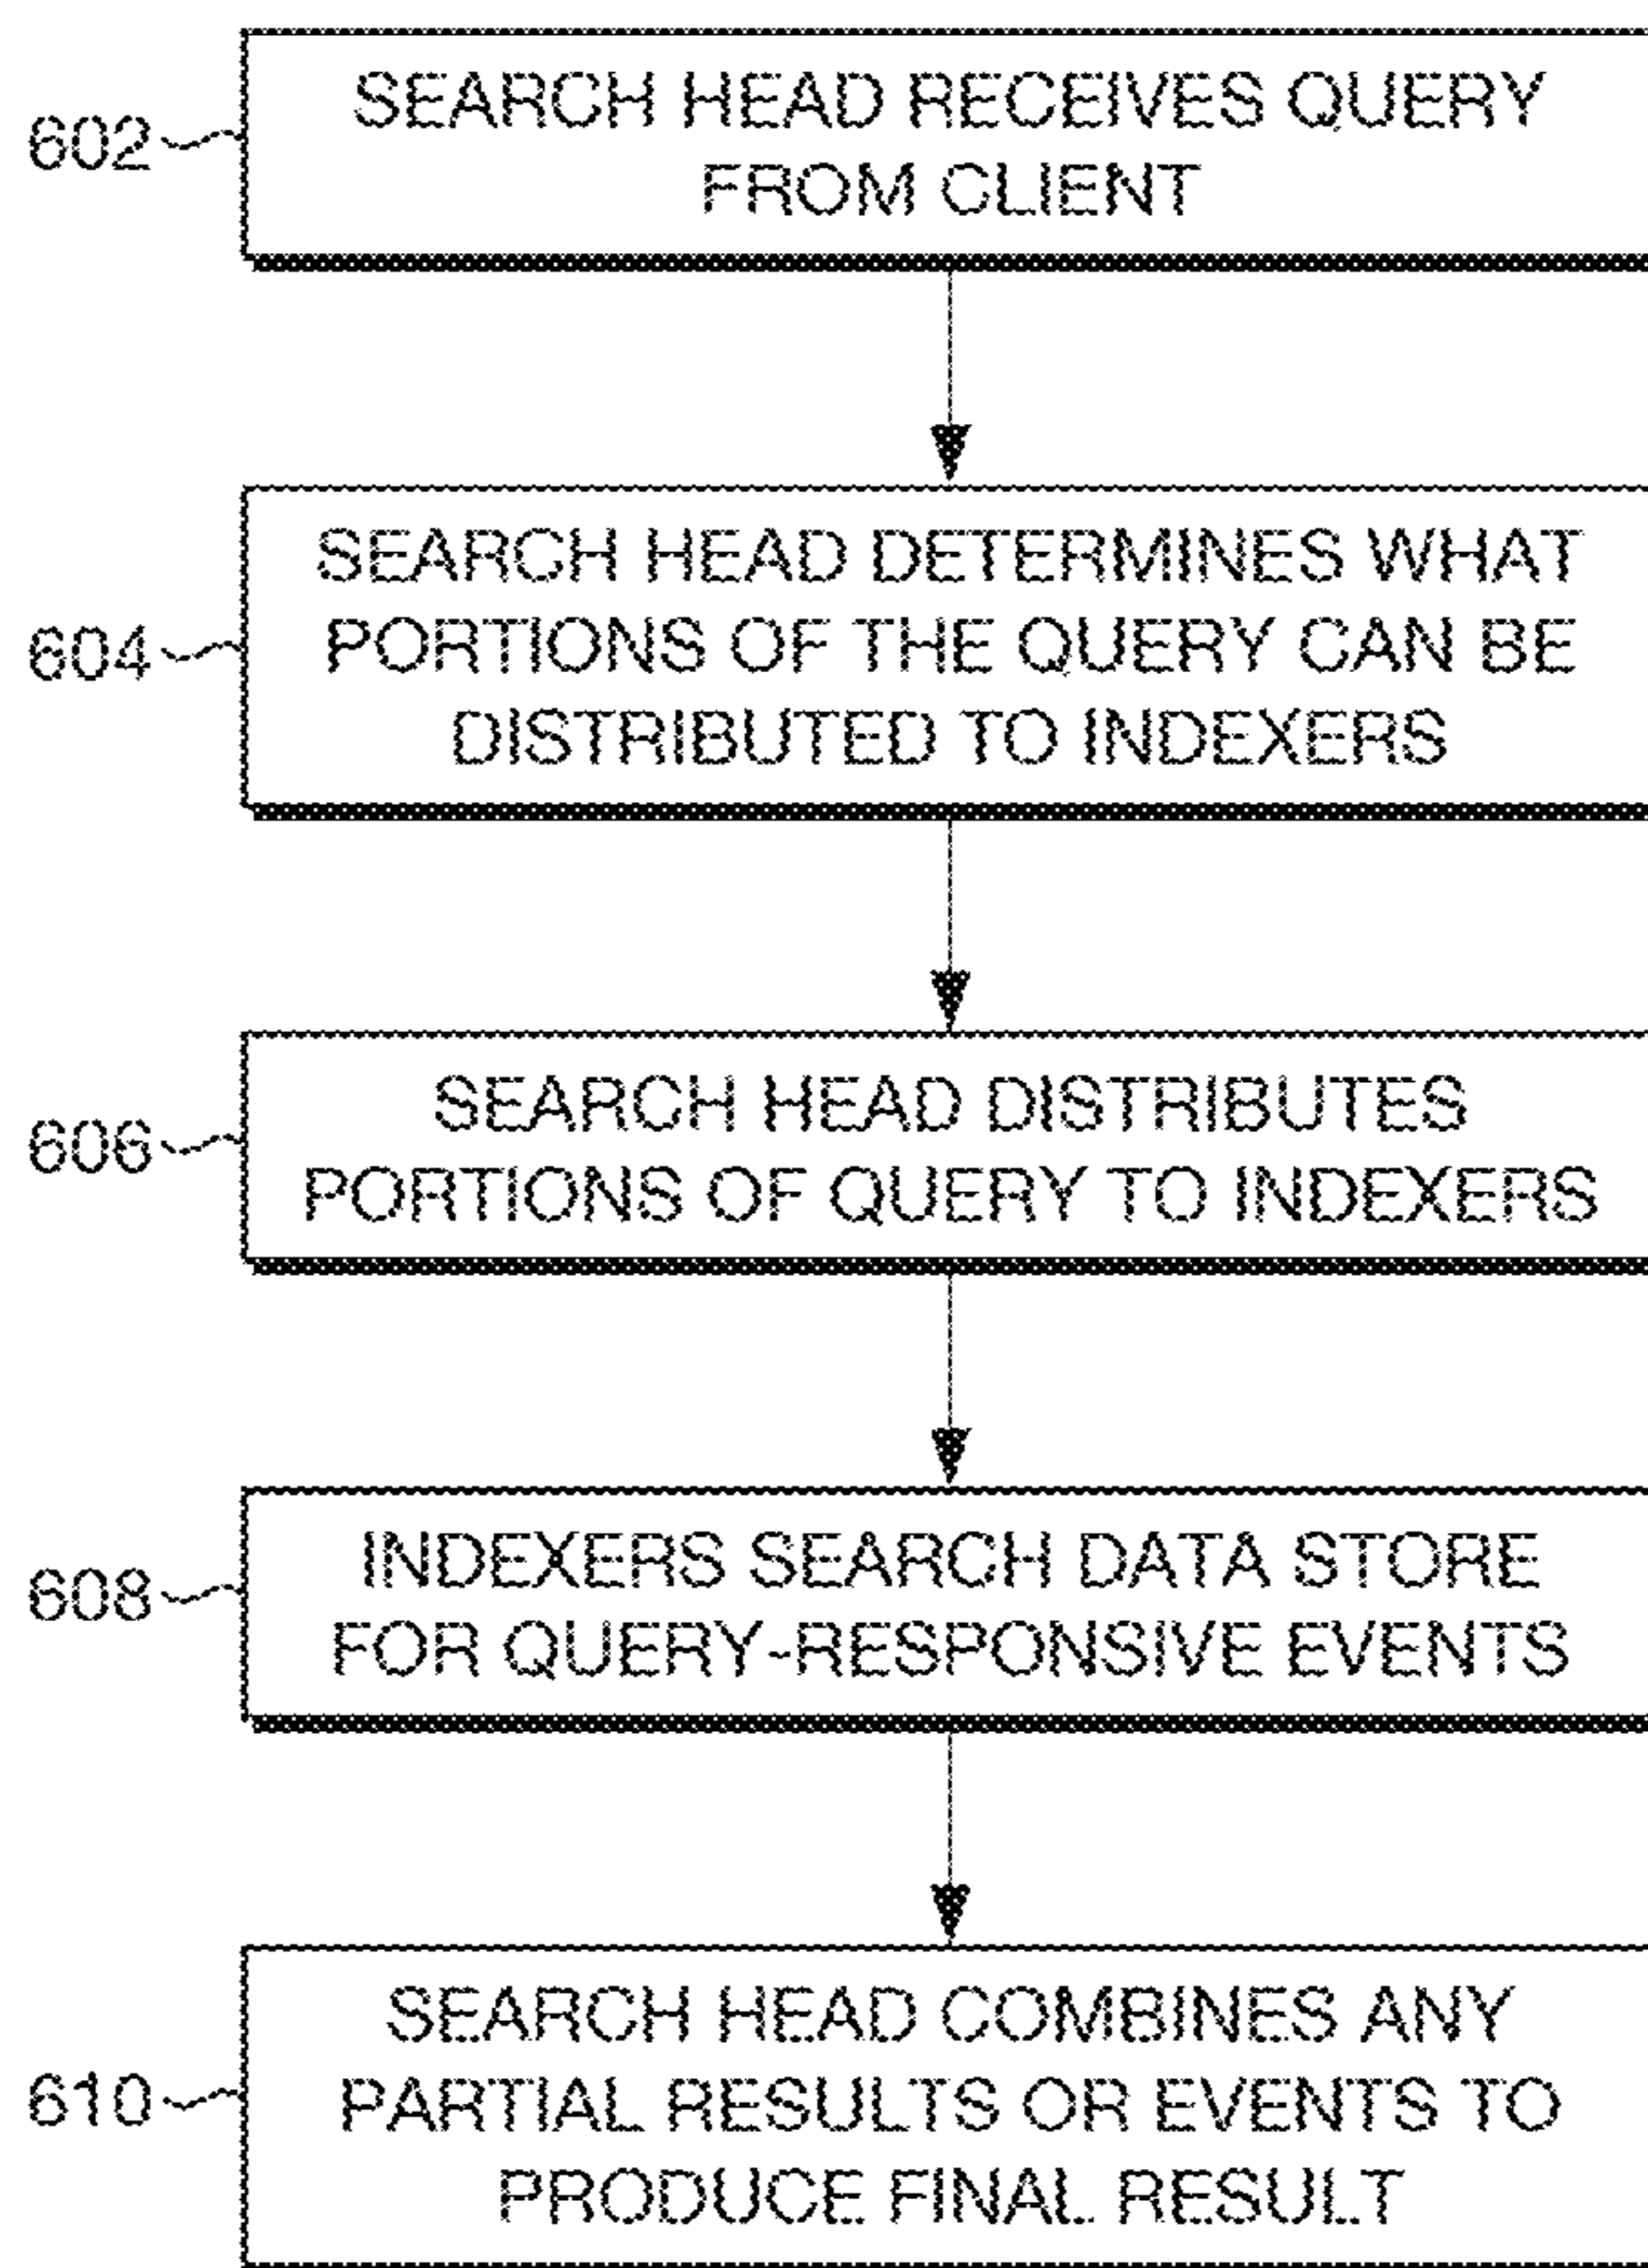 602
SEARCH HEAD RECEIVES QUERY
FROM CLIENT
604
SEARCH HEAD DETERMINES WHAT
PORTIONS OF THE QUERY CAN BE
DISTRIBUTED TO INDEXERS
606
SEARCH HEAD DISTRIBUTES
PORTIONS OF QUERY TO INDEXERS
608
INDEXERS SEARCH DATA STORE
FOR QUERY-RESPONSIVE EVENTS
610
SEARCH HEAD COMBINES ANY
PARTIAL RESULTS OR EVENTS TO
PRODUCE FINAL RESULT